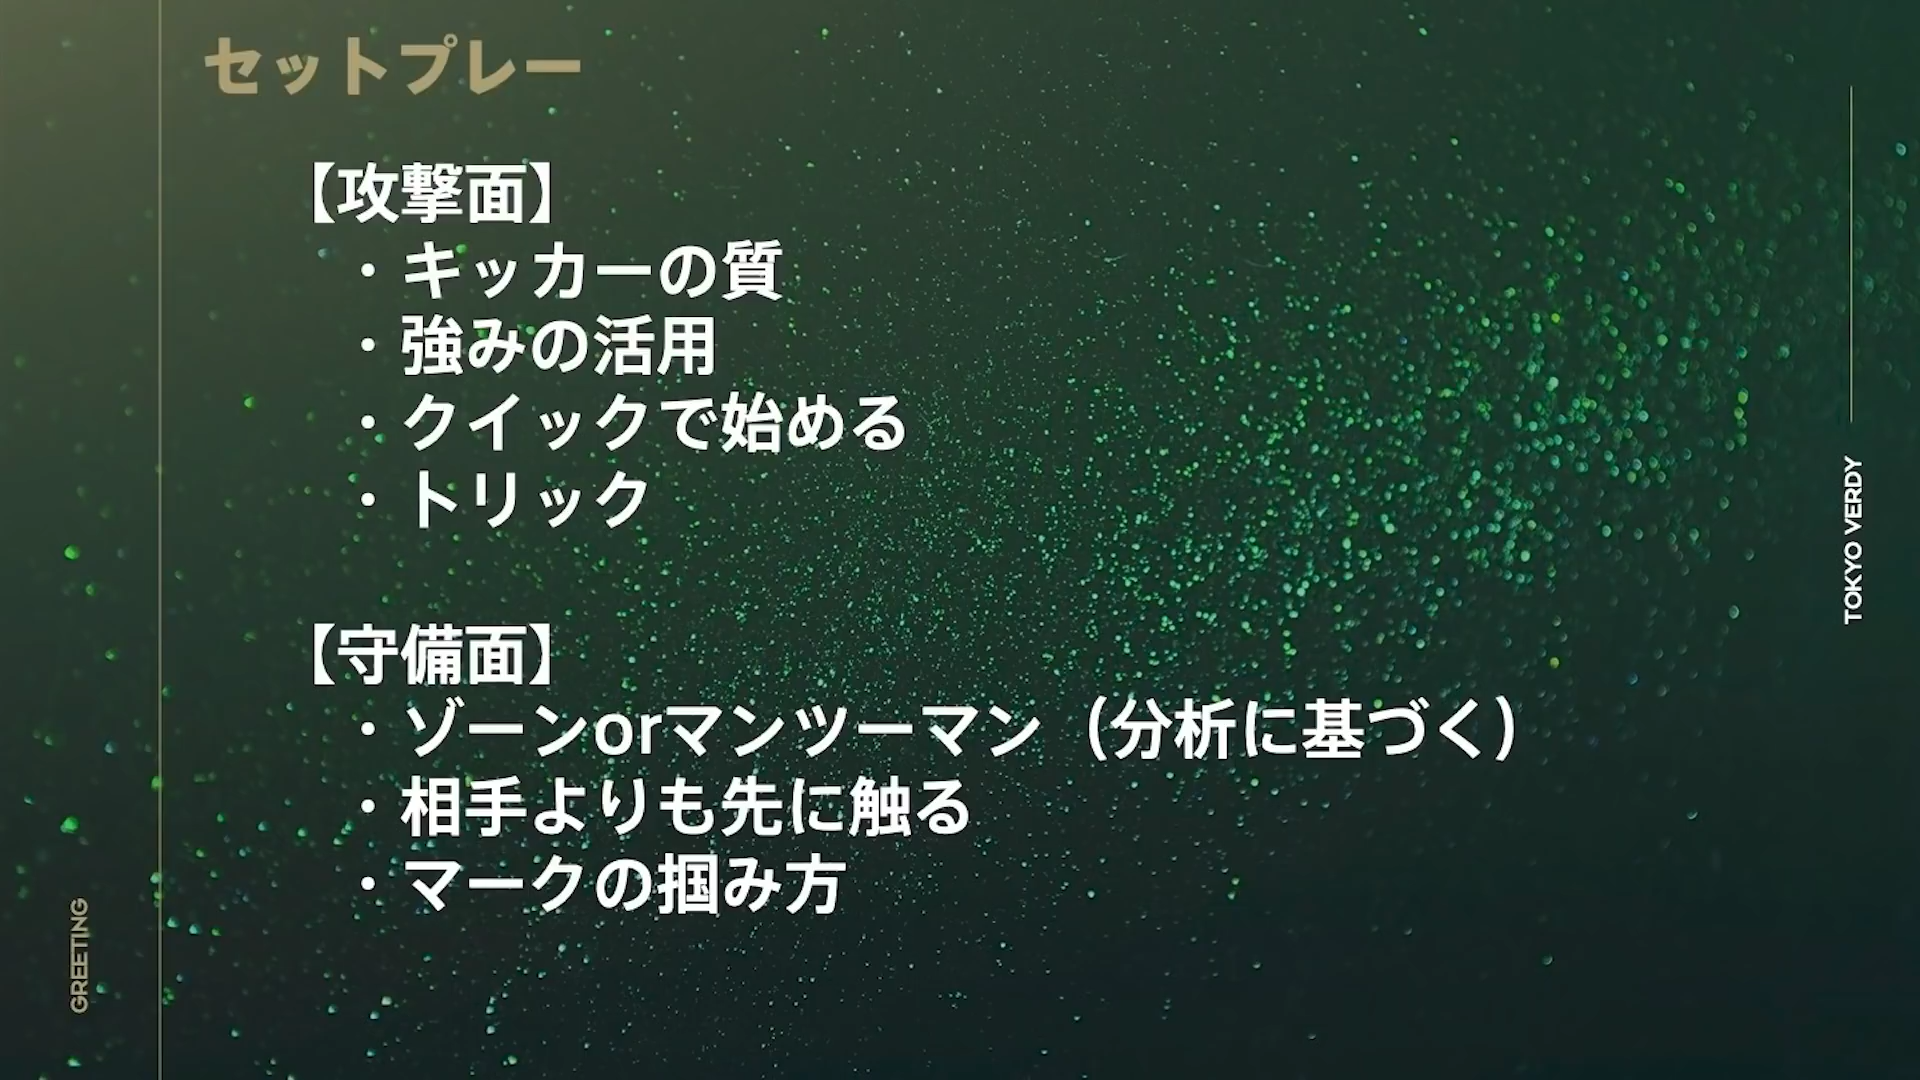 セットプレー
【攻撃面】
・キッカーの質
・強みの活用
・クイックで始める
・トリック
【守備面】
・ゾーンorマンツーマン（分析に基づく）
・相手よりも先に触る
・マークの掴み方
TOKYO VERDY
GREETING